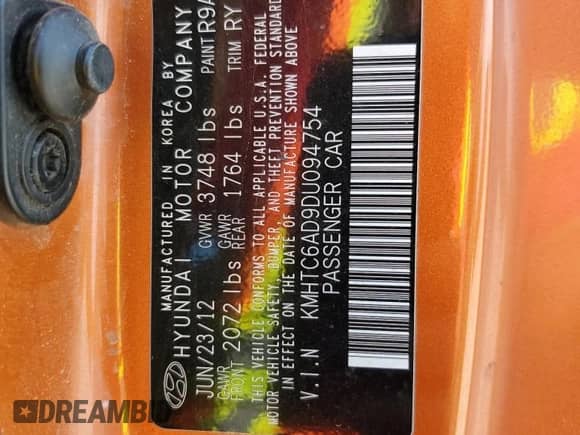 MANUFACTURED IN KOREA BY
HYUNDAI MOTOR COMPANY
JUN/23/12 GVWR 3748 lbs PAINT R9A
GAWR FRONT 2072 lbs GAWR REAR 1764 lbs TRIM RY
THIS VEHICLE CONFORMS TO ALL APPLICABLE U.S.A. FEDERAL
MOTOR VEHICLE SAFETY, BUMPER, AND THEFT PREVENTION STANDARD
IN EFFECT ON THE DATE OF MANUFACTURE SHOWN ABOVE
V.I.N KMHTC6AD9DU094754
PASSENGER CAR
DREAMBID